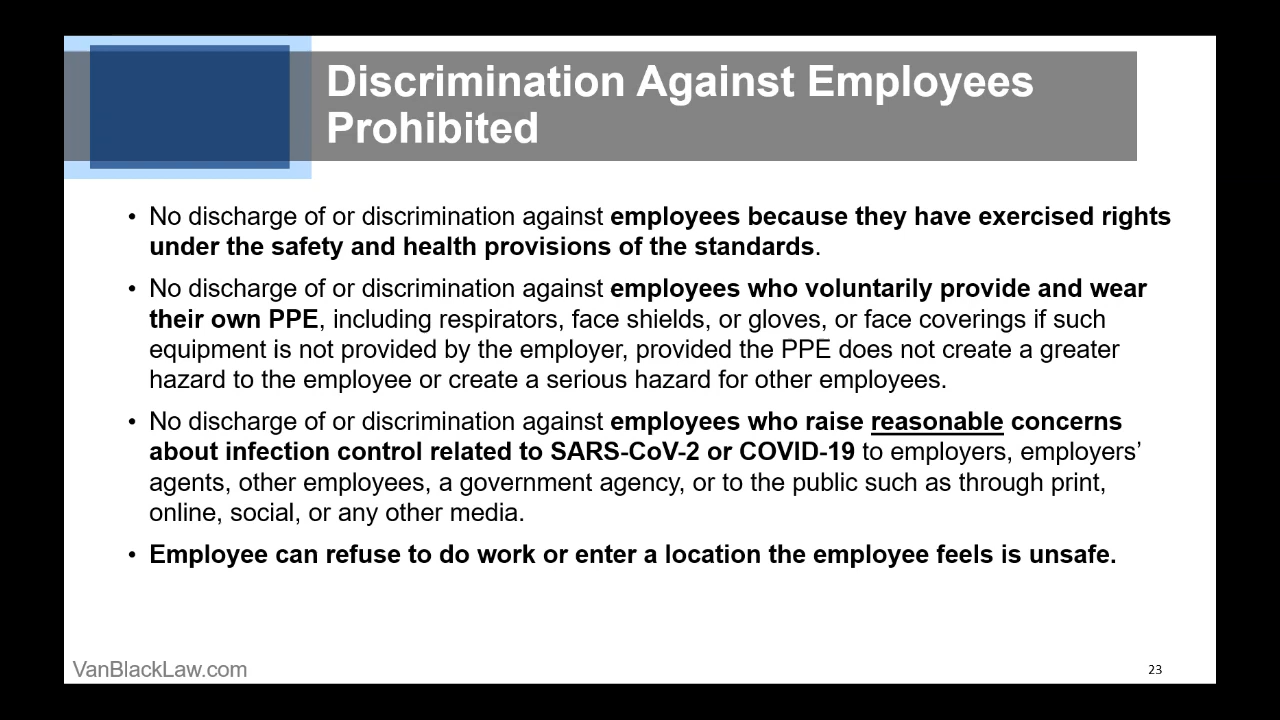 Discrimination Against Employees
Prohibited
• No discharge of or discrimination against employees because they have exercised rights
under the safety and health provisions of the standards.
• No discharge of or discrimination against employees who voluntarily provide and wear
their own PPE, including respirators, face shields, or gloves, or face coverings if such
equipment is not provided by the employer, provided the PPE does not create a greater
hazard to the employee or create a serious hazard for other employees.
• No discharge of or discrimination against employees who raise reasonable concerns
about infection control related to SARS-CoV-2 or COVID-19 to employers, employers’
agents, other employees, a government agency, or to the public such as through print,
online, social, or any other media.
• Employee can refuse to do work or enter a location the employee feels is unsafe.
VanBlackLaw.com
23